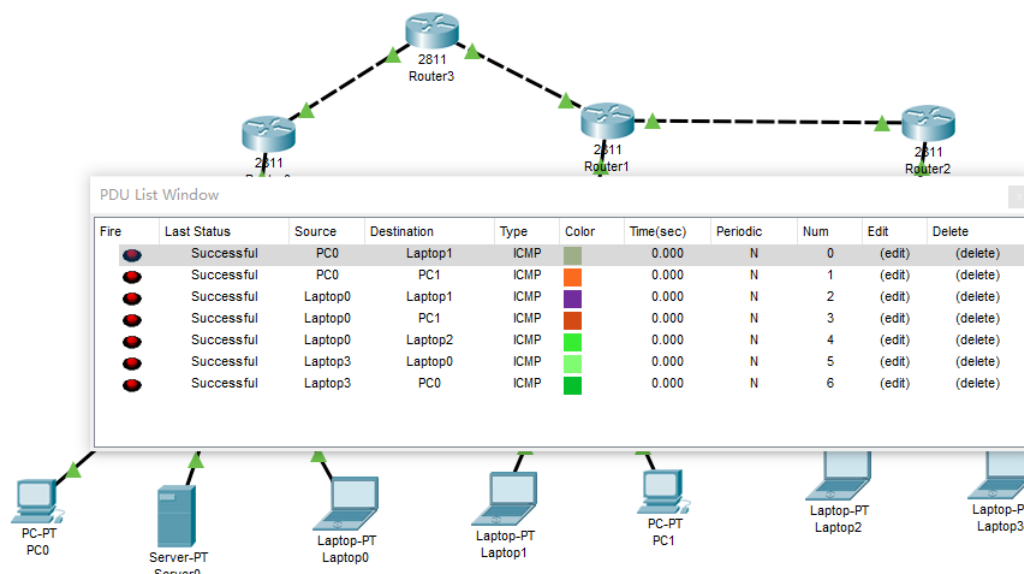 2811
Router3
2811
2811
Router1
2811
Router2
PDU List Window
Fire Last Status Source Destination Type Color Time(sec) Periodic Num Edit Delete
Successful PC0 Laptop1 ICMP 0.000 N 0 (edit) (delete)
Successful PC0 PC1 ICMP 0.000 N 1 (edit) (delete)
Successful Laptop0 Laptop1 ICMP 0.000 N 2 (edit) (delete)
Successful Laptop0 PC1 ICMP 0.000 N 3 (edit) (delete)
Successful Laptop0 Laptop2 ICMP 0.000 N 4 (edit) (delete)
Successful Laptop3 Laptop0 ICMP 0.000 N 5 (edit) (delete)
Successful Laptop3 PC0 ICMP 0.000 N 6 (edit) (delete)
PC-PT
PC0
Server-PT
Server0
Laptop-PT
Laptop0
Laptop-PT
Laptop1
PC-PT
PC1
Laptop-PT
Laptop2
Laptop-P
Laptop3